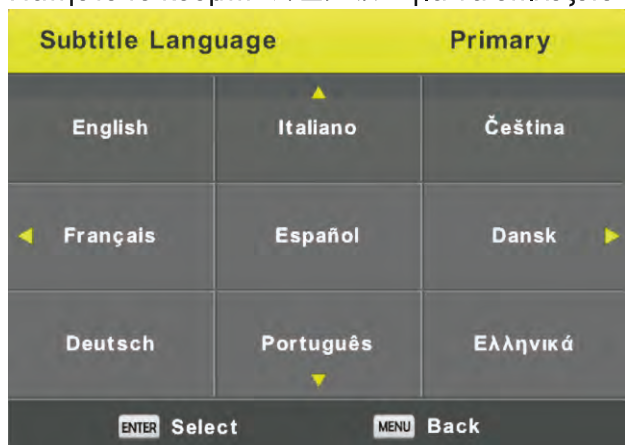 Subtitle Language Primary
English Italiano Čeština
Français Español Dansk
Deutsch Português Ελληνικά
ENTER Select MENU Back